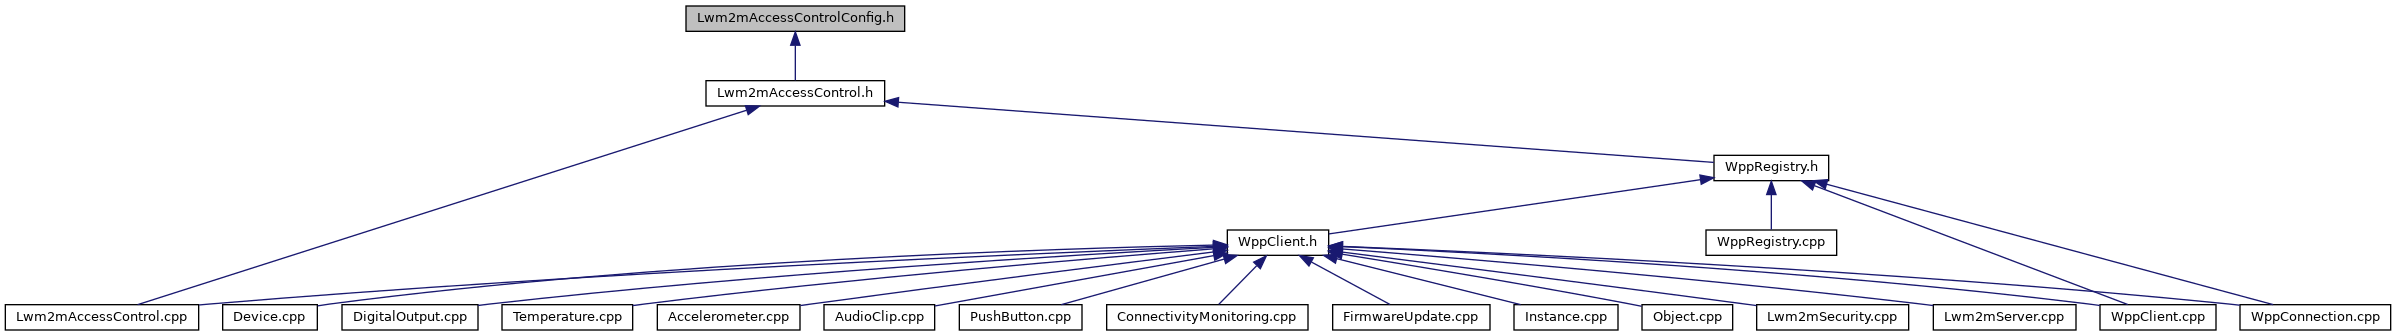 Lwm2mAccessControlConfig.h
Lwm2mAccessControl.h
WppRegistry.h
WppClient.h
WppRegistry.cpp
Lwm2mAccessControl.cpp
Device.cpp
DigitalOutput.cpp
Temperature.cpp
Accelerometer.cpp
AudioClip.cpp
PushButton.cpp
ConnectivityMonitoring.cpp
FirmwareUpdate.cpp
Instance.cpp
Object.cpp
Lwm2mSecurity.cpp
Lwm2mServer.cpp
WppClient.cpp
WppConnection.cpp